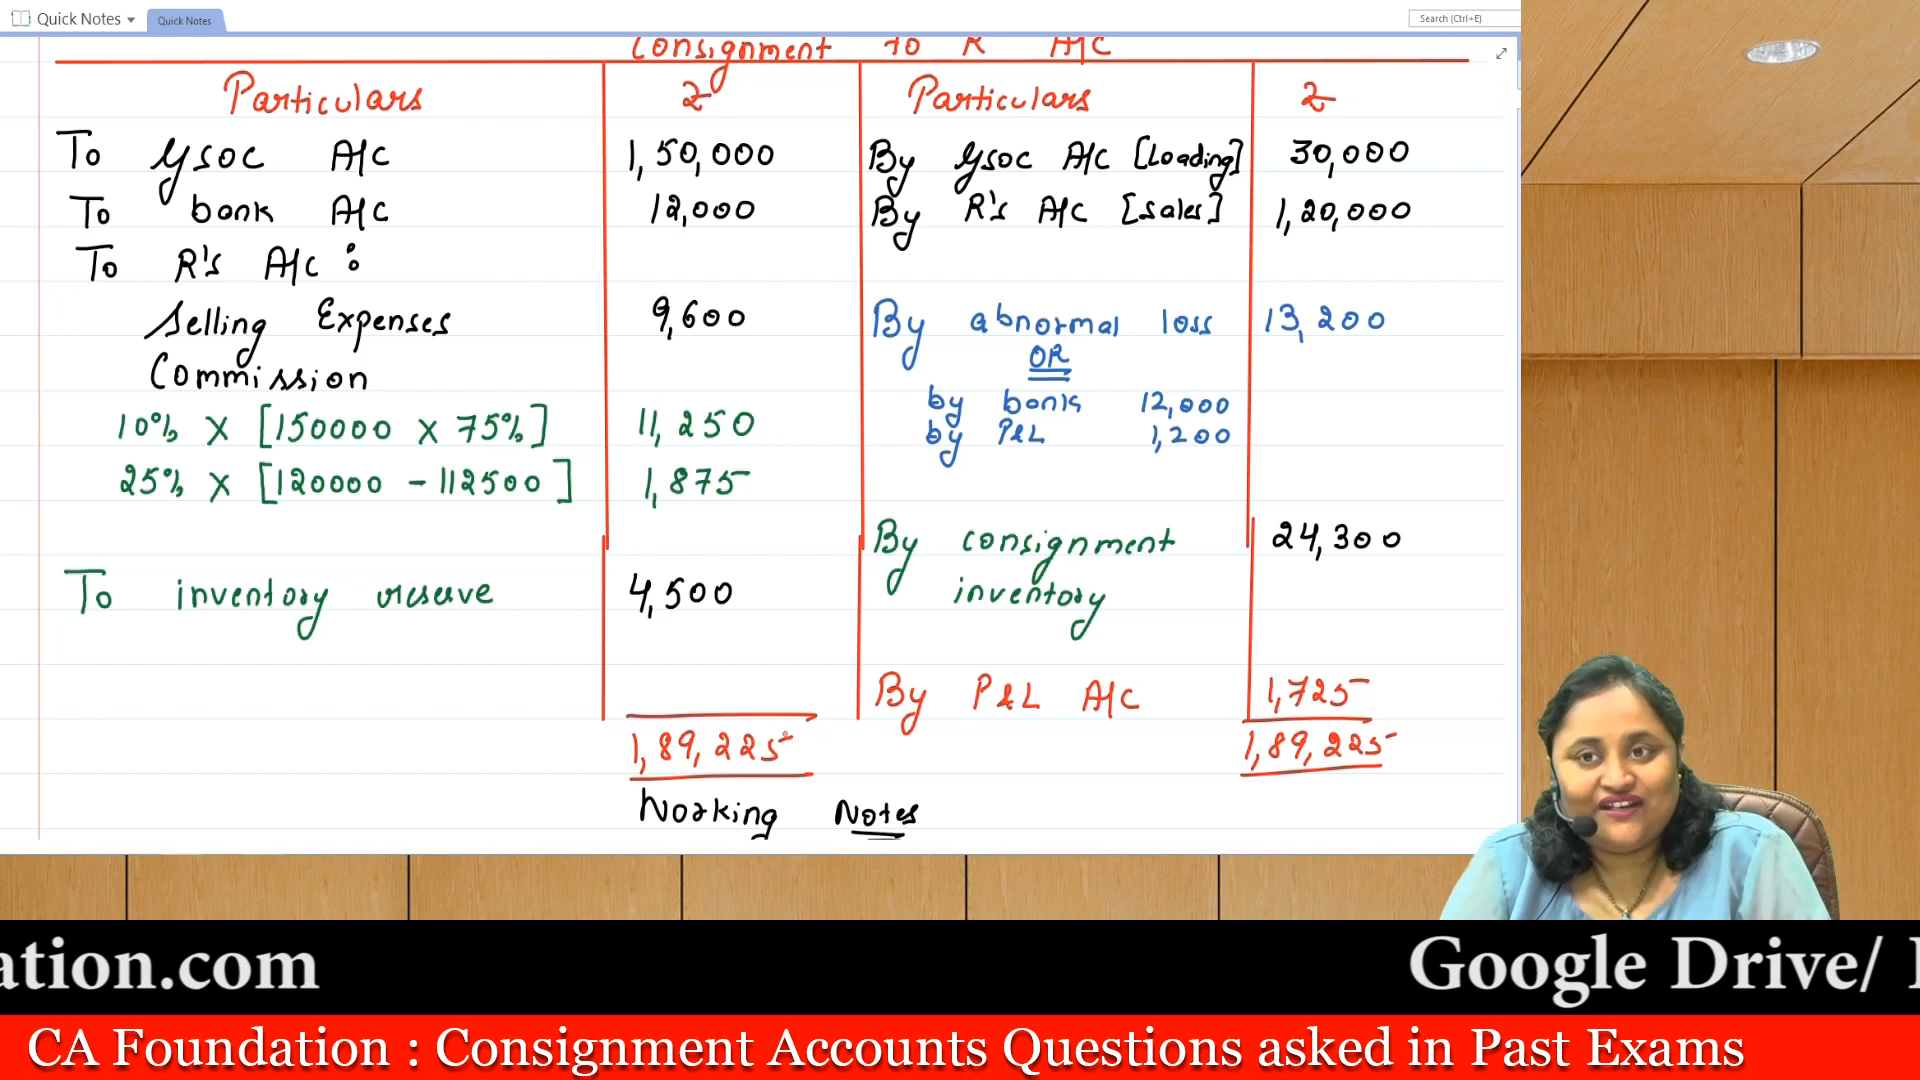 Quick Notes
Quick Notes
Search (Ctrl+E)
Consignment to R A/C
Particulars ₹ Particulars ₹
To GSOC A/C 1,50,000 By GSOC A/C [Loading] 30,000
To bank A/C 12,000 By R's A/C [Sales] 1,20,000
To R's A/C :
Selling Expenses 9,600 By abnormal loss 13,200
OR
Commission
by bank 12,000
10% X [150000 x 75%] 11,250
by P&L 1,200
25% X [120000 - 112500] 1,875
By consignment 24,300
To inventory reserve 4,500 inventory
By P&L A/C 1,725
1,89,225 1,89,225
Working Notes
ation.com Google Drive/
CA Foundation : Consignment Accounts Questions asked in Past Exams